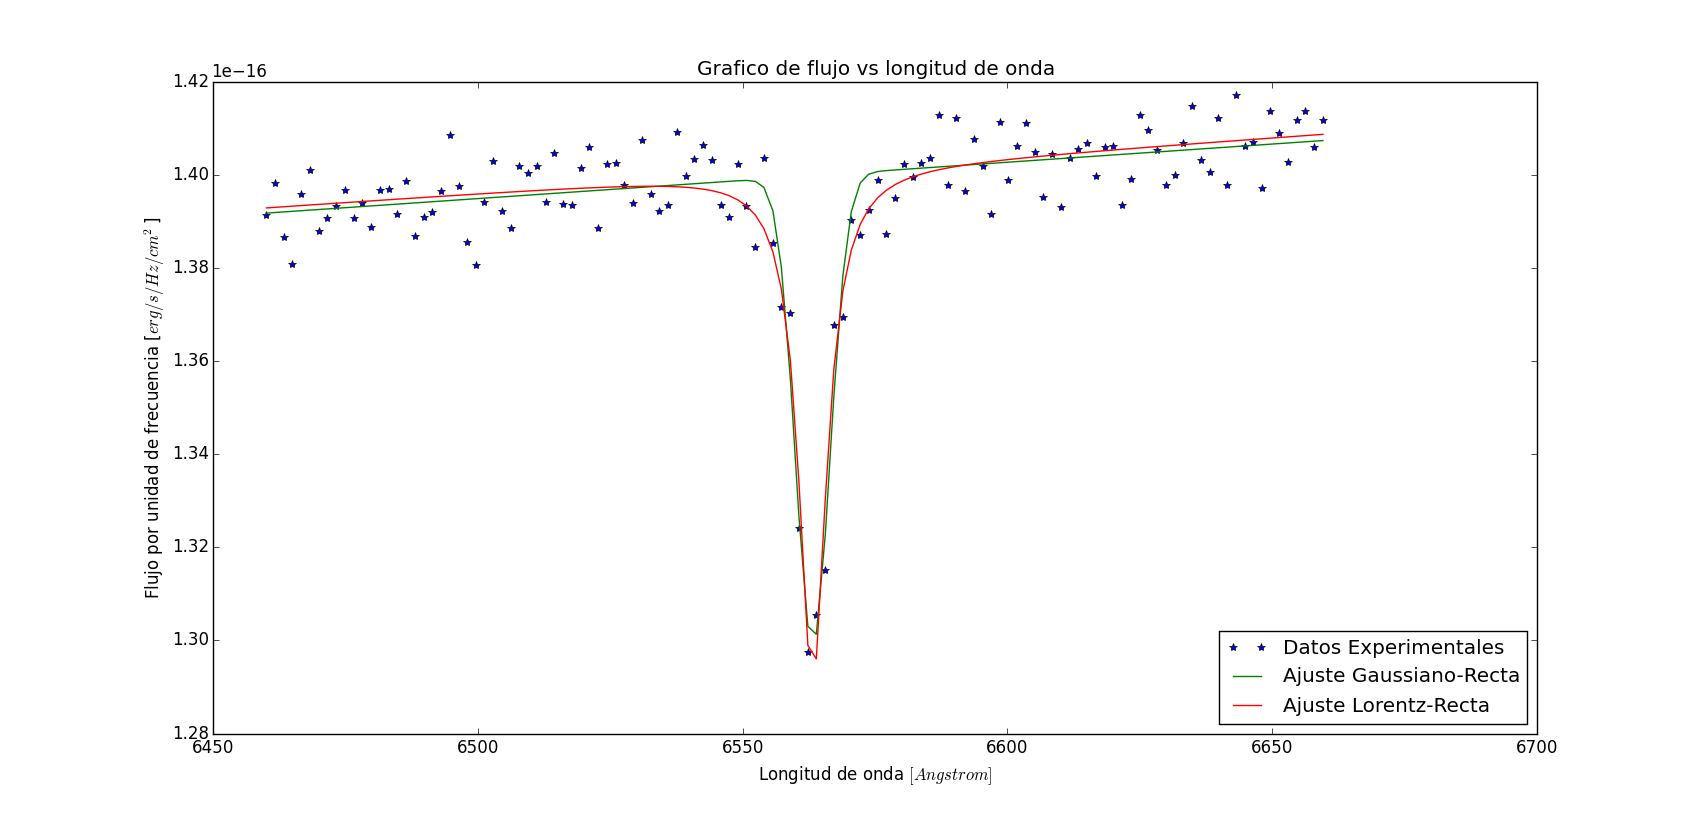 Grafico de flujo vs longitud de onda
1e−16
1.42
1.40
1.38
1.36
1.34
1.32
1.30
1.28
Flujo por unidad de frecuencia [erg/s/Hz/cm²]
6450 6500 6550 6600 6650 6700
Longitud de onda [Angstrom]
Datos Experimentales
Ajuste Gaussiano-Recta
Ajuste Lorentz-Recta